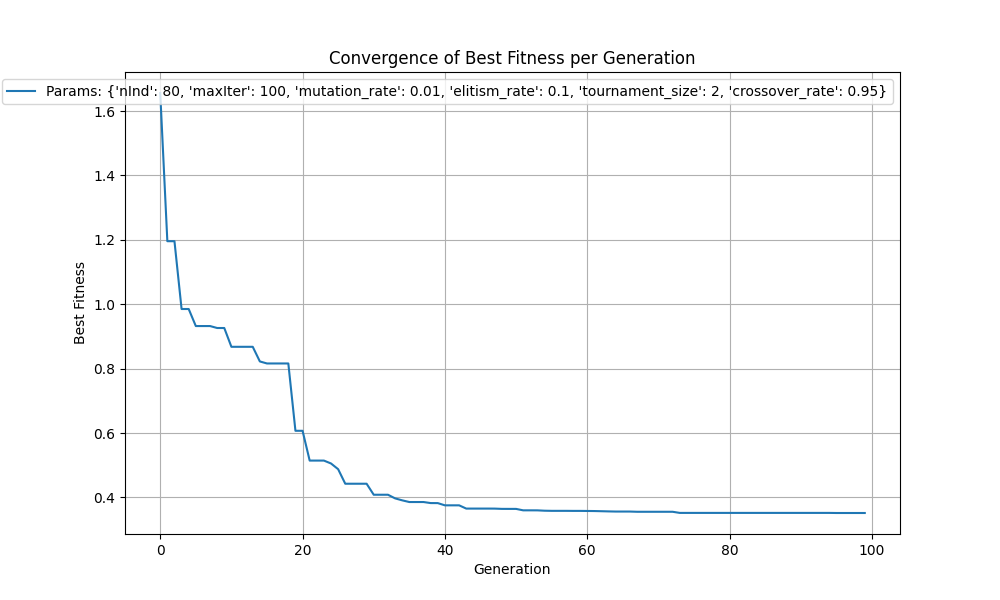 Convergence of Best Fitness per Generation
Params: {'nInd': 80, 'maxIter': 100, 'mutation_rate': 0.01, 'elitism_rate': 0.1, 'tournament_size': 2, 'crossover_rate': 0.95}
1.6
1.4
1.2
1.0
0.8
0.6
0.4
Best Fitness
0 20 40 60 80 100
Generation